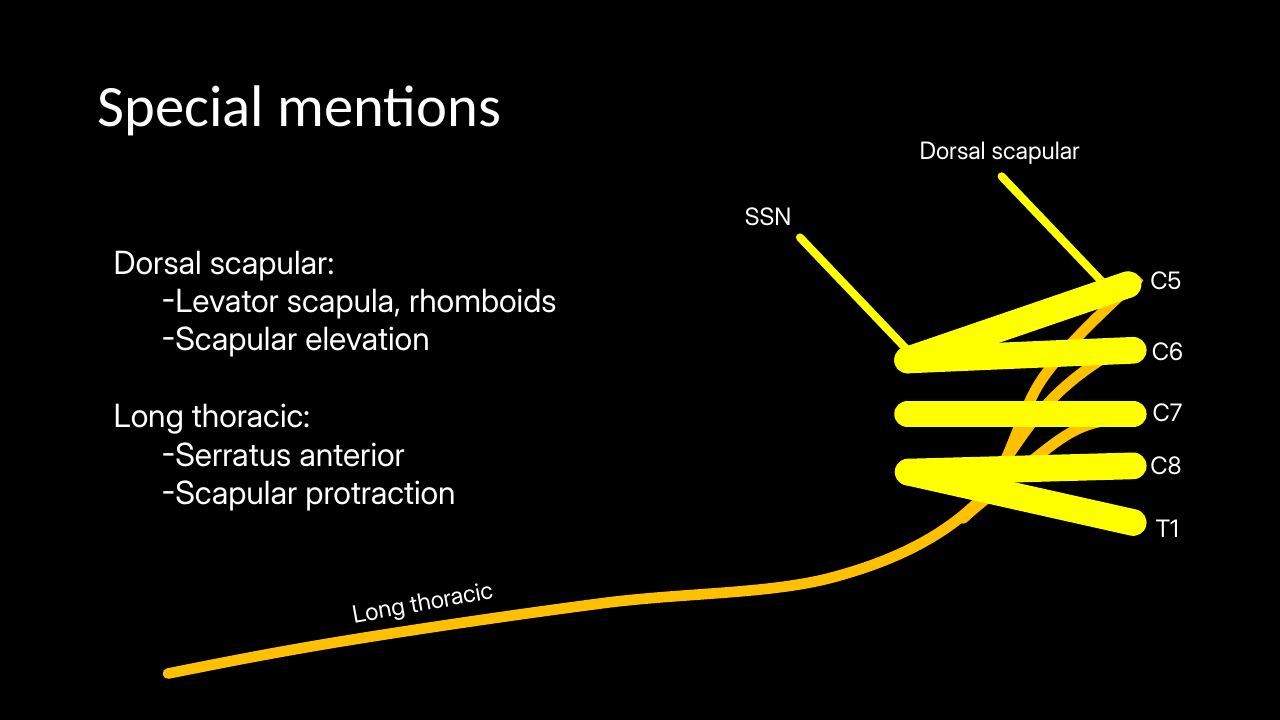 Special mentions
Dorsal scapular
SSN
Dorsal scapular:
-Levator scapula, rhomboids
-Scapular elevation
Long thoracic:
-Serratus anterior
-Scapular protraction
C5
C6
C7
C8
T1
Long thoracic